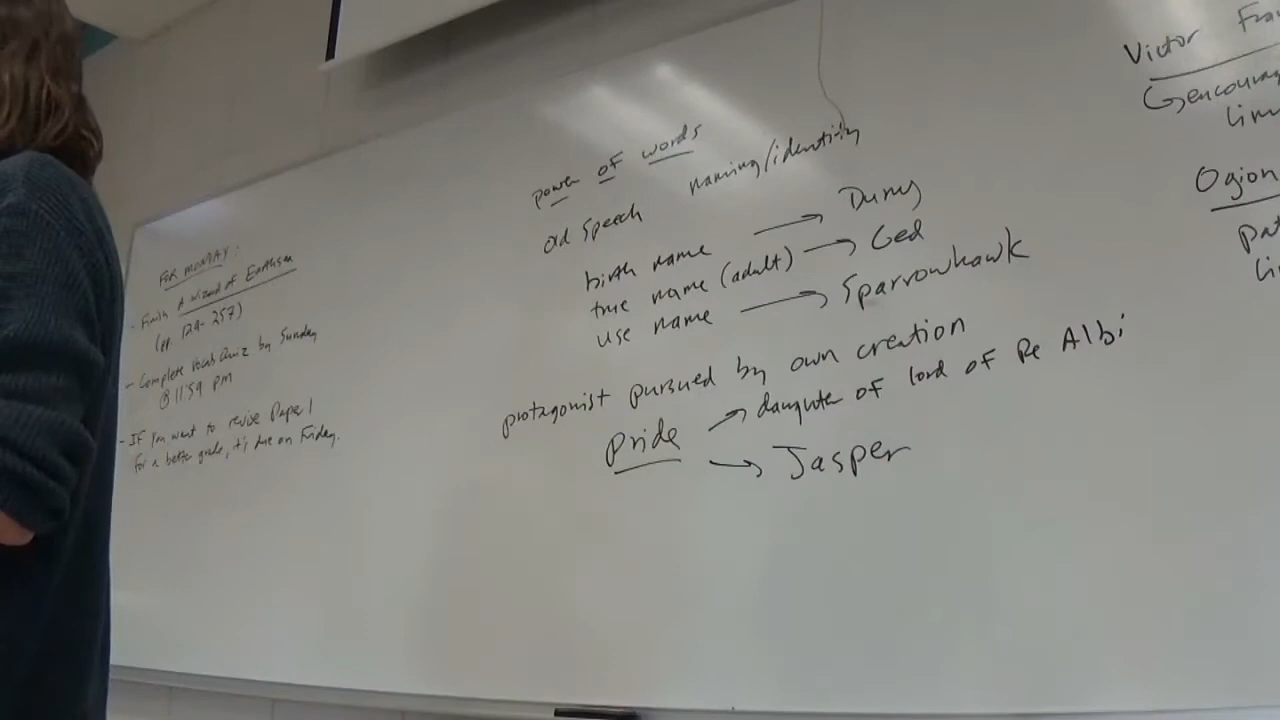 FOR MONDAY:
- Finish A Wizard of Earthsea
(pp 129-257)
- Complete Vocab Quiz by Sunday
@ 11:59 pm
- If you want to revise Paper 1
for a better grade, it's due on Friday.
power of words
old speech naming/identity
birth name → Duny
true name (adult) → Ged
use name → Sparrowhawk
protagonist pursued by own creation
Pride → daughter of lord of Re Albi
→ Jasper
Victor
Ogion